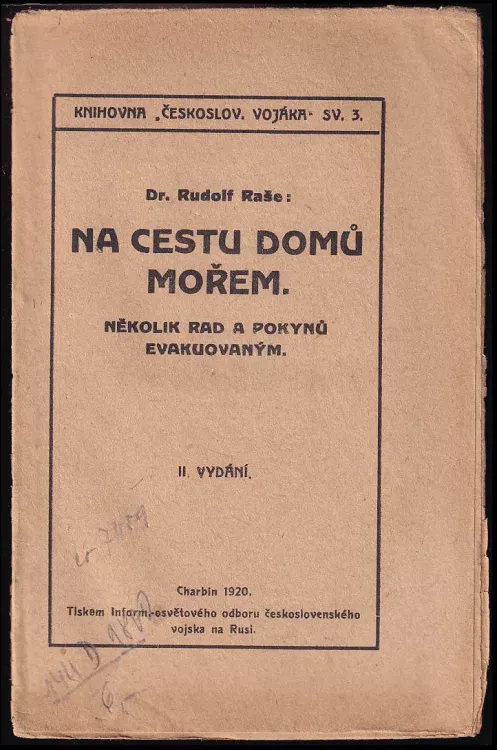 KNIHOVNA „ČESKOSLOV. VOJÁKA“ SV. 3.
Dr. Rudolf Raše:
NA CESTU DOMŮ
MOŘEM.
NĚKOLIK RAD A POKYNŮ
EVAKUOVANÝM.
II. VYDÁNÍ.
Charbin 1920.
Tiskem Inform.-osvětového odboru československého
vojska na Rusi.